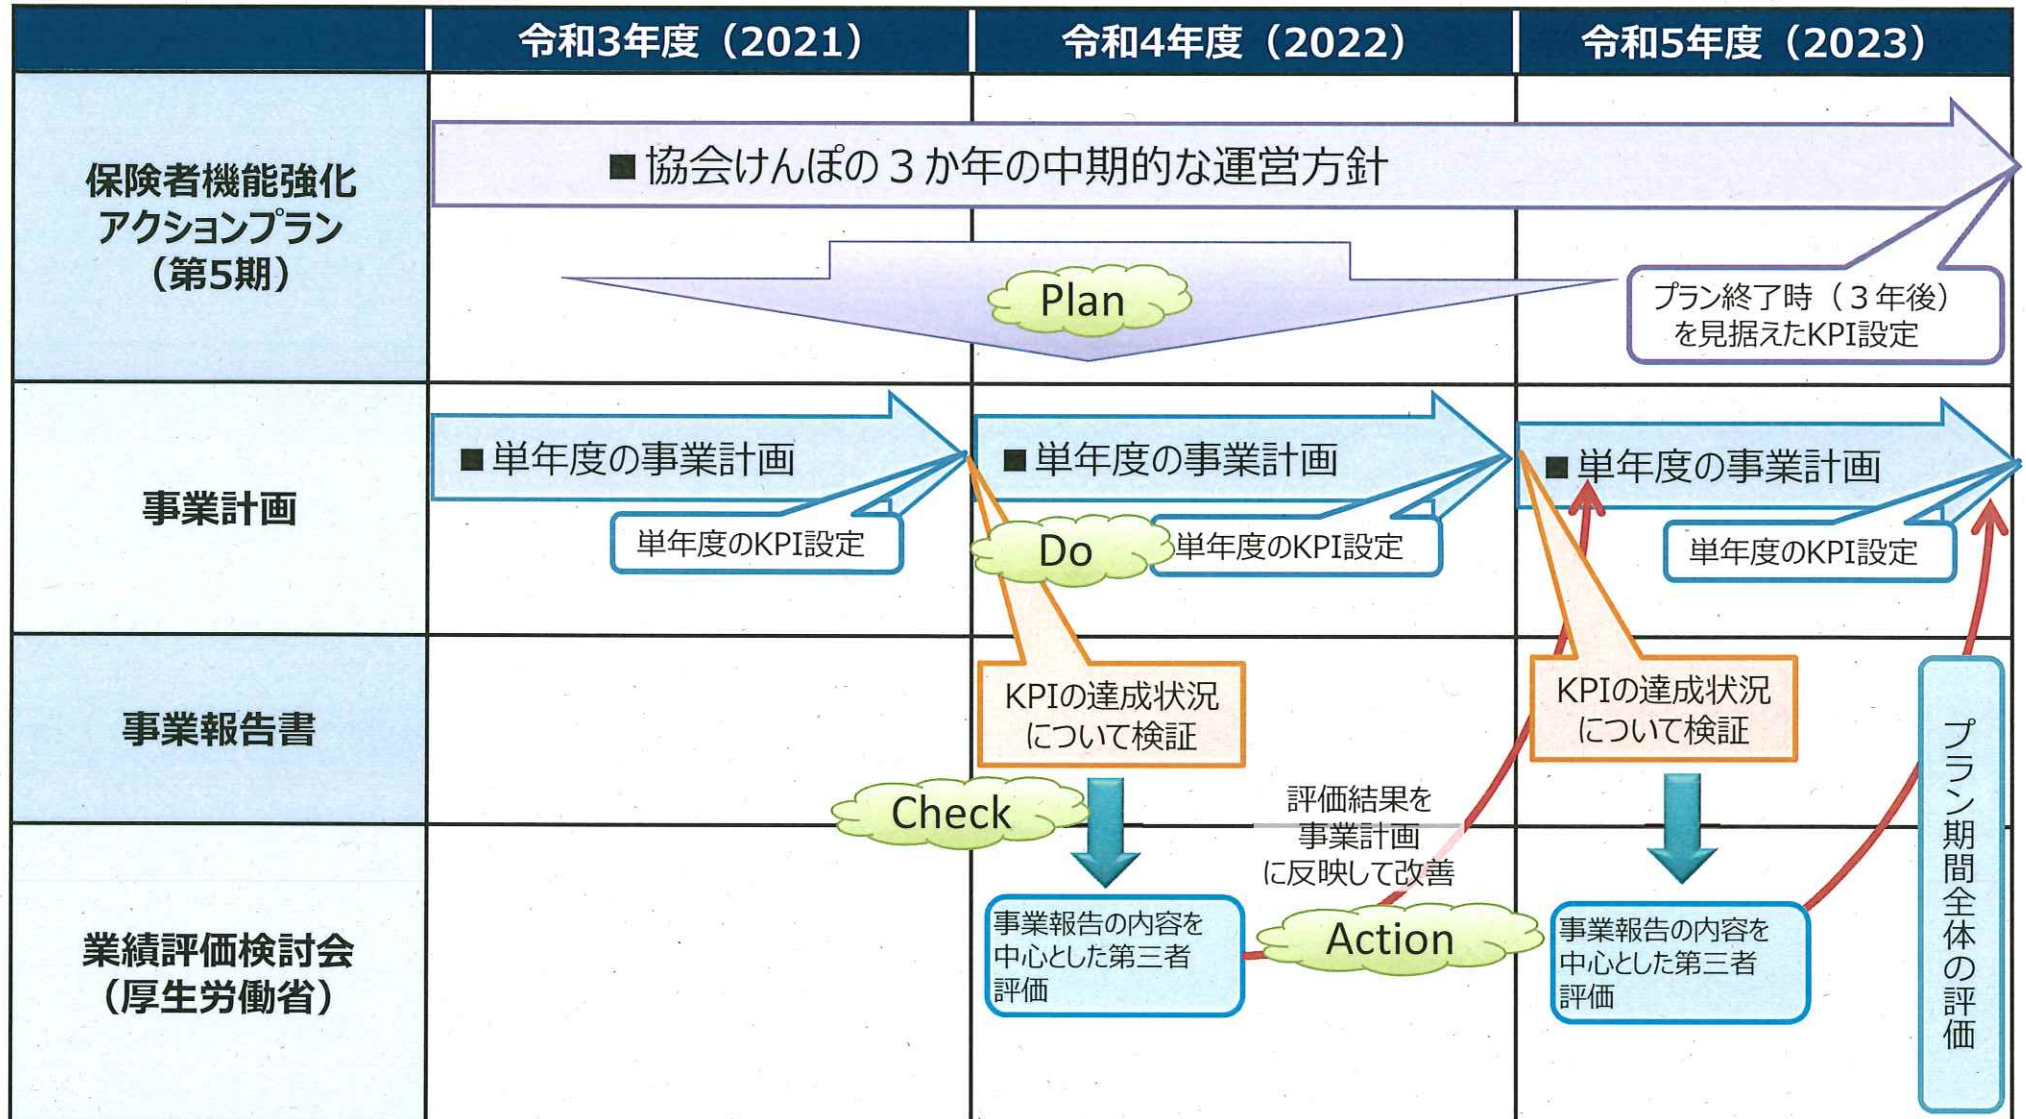 令和3年度（2021）
令和4年度（2022）
令和5年度（2023）
保険者機能強化
アクションプラン
（第5期）
■協会けんぽの３か年の中期的な運営方針
Plan
プラン終了時（３年後）
を見据えたKPI設定
事業計画
■単年度の事業計画
単年度のKPI設定
■単年度の事業計画
Do
単年度のKPI設定
■単年度の事業計画
単年度のKPI設定
事業報告書
KPIの達成状況
について検証
KPIの達成状況
について検証
Check
評価結果を
事業計画
に反映して改善
プラン期間全体の評価
業績評価検討会
（厚生労働省）
事業報告の内容を
中心とした第三者
評価
Action
事業報告の内容を
中心とした第三者
評価